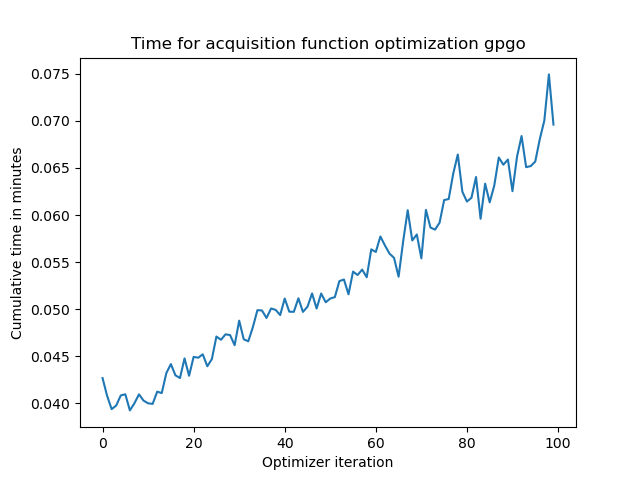 Time for acquisition function optimization gpgo
0.075
0.070
0.065
0.060
0.055
0.050
0.045
0.040
Cumulative time in minutes
0 20 40 60 80 100
Optimizer iteration